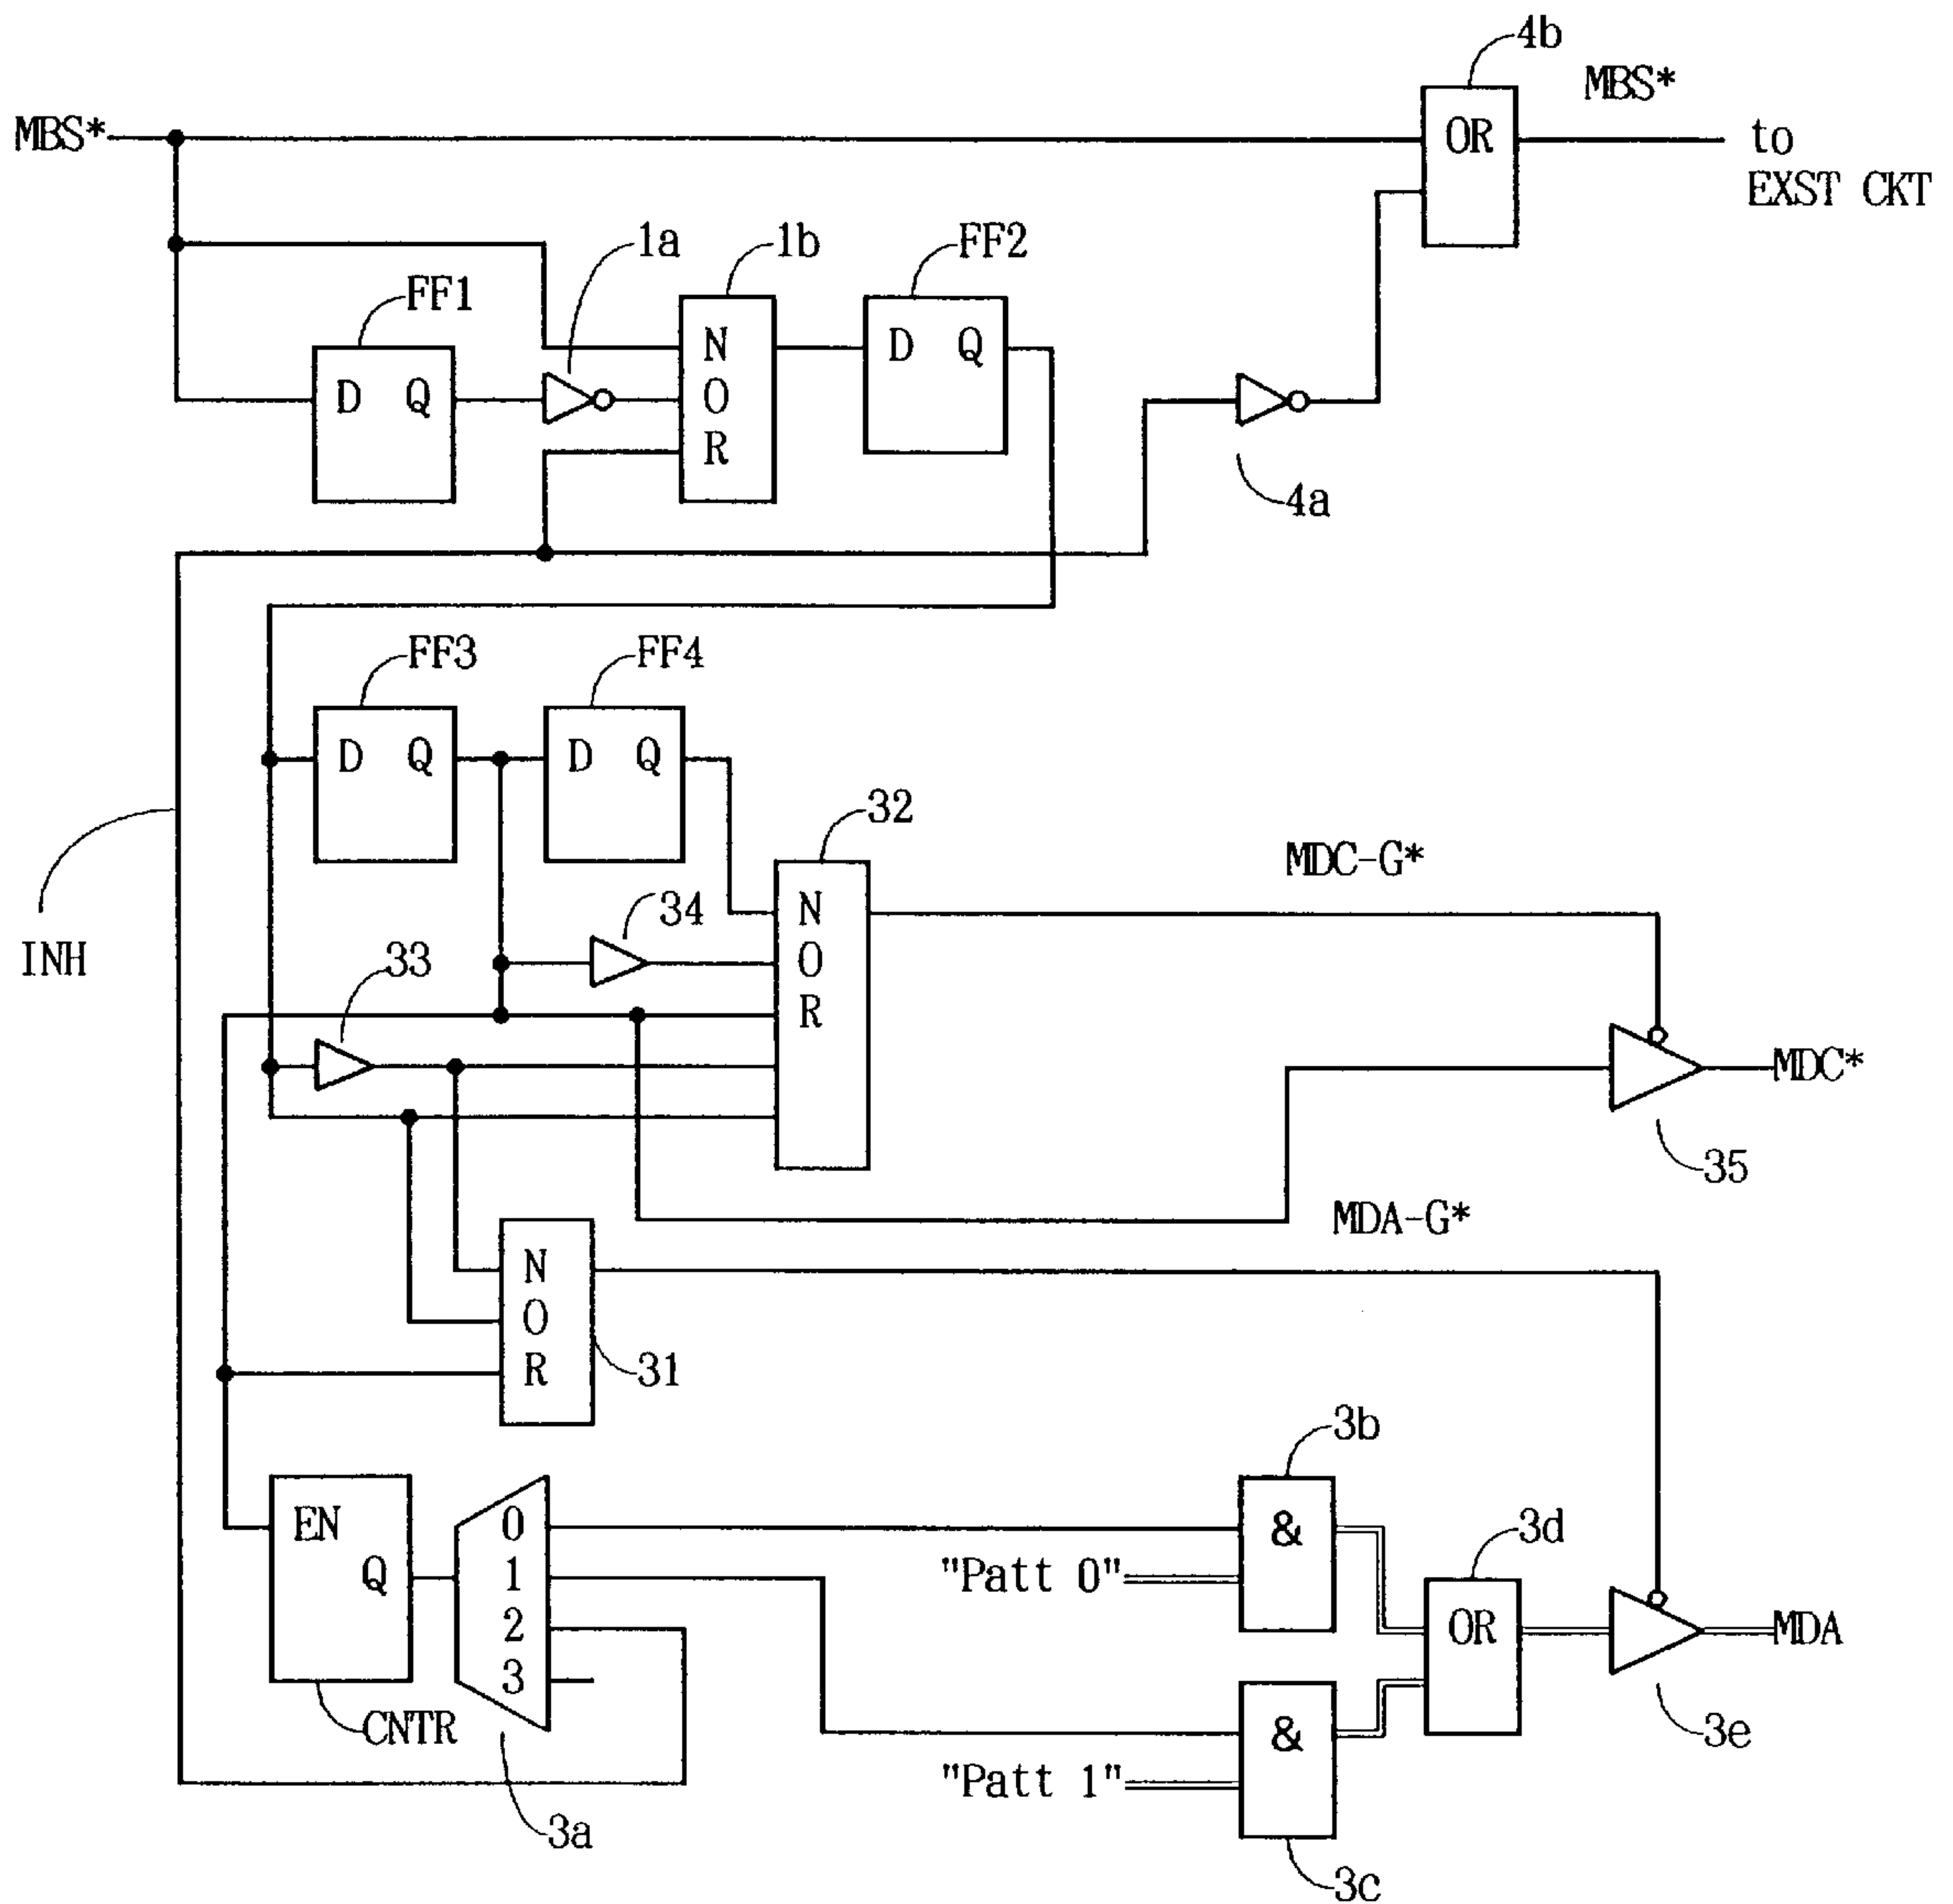 4b
MBS*
MBS*
OR
to
EXST CKT
1a
1b
FF2
FF1
N
O
R
D Q
D Q
4a
FF3
FF4
D Q
D Q
32
MDC-G*
N
O
R
34
33
INH
MDC*
35
MDA-G*
N
O
R
31
3b
EN
Q
0
1
2
3
&
3d
"Patt 0"
OR
MDA
CNTR
&
3e
"Patt 1"
3a
3c